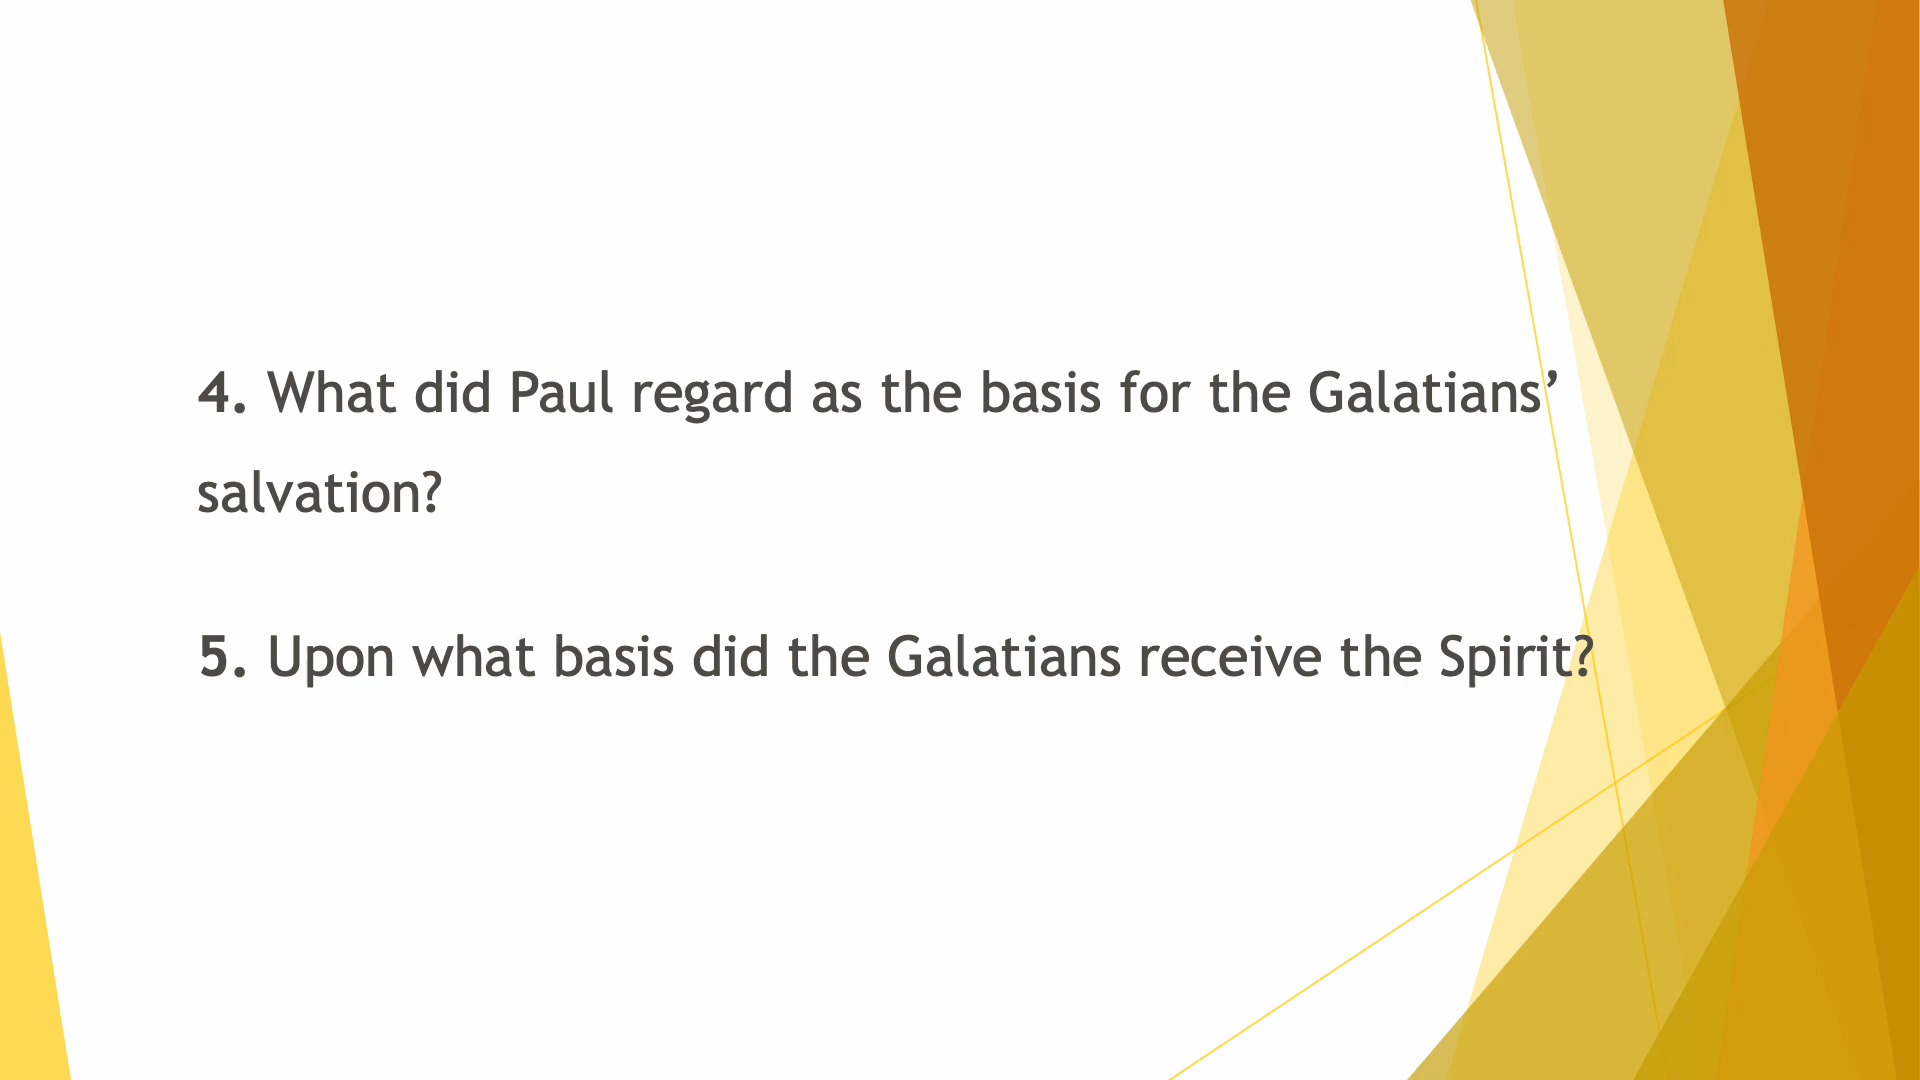 4. What did Paul regard as the basis for the Galatians’
salvation?
5. Upon what basis did the Galatians receive the Spirit?